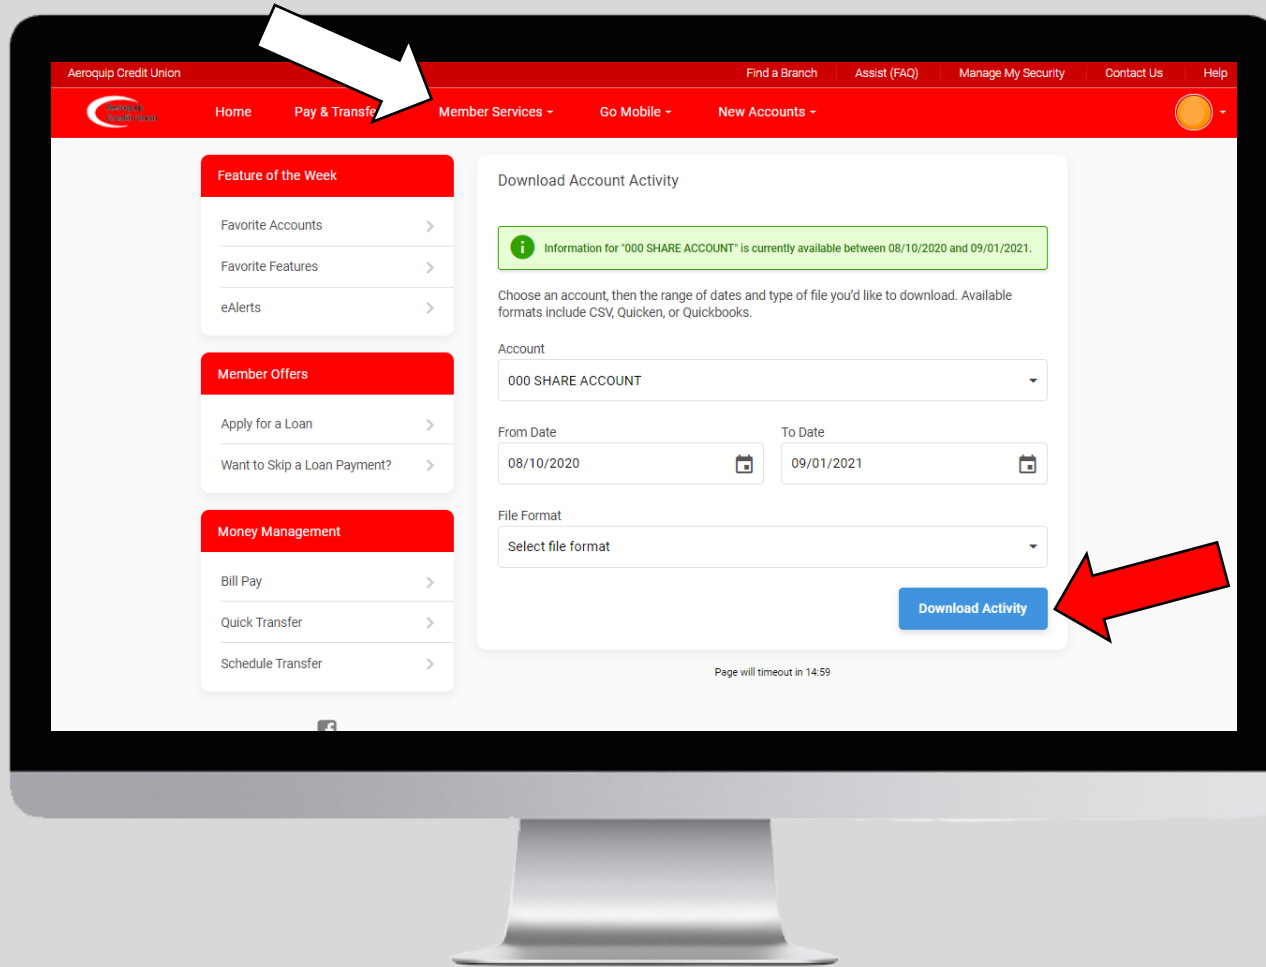 Aeroquip Credit Union
Find a Branch
Assist (FAQ)
Manage My Security
Contact Us
Help
Aeroquip
Credit Union
Home
Pay & Transfe
Member Services
Go Mobile
New Accounts
Feature of the Week
Favorite Accounts
Favorite Features
eAlerts
Member Offers
Apply for a Loan
Want to Skip a Loan Payment?
Money Management
Bill Pay
Quick Transfer
Schedule Transfer
Download Account Activity
Information for "000 SHARE ACCOUNT" is currently available between 08/10/2020 and 09/01/2021.
Choose an account, then the range of dates and type of file you'd like to download. Available
formats include CSV, Quicken, or Quickbooks.
Account
000 SHARE ACCOUNT
From Date
To Date
08/10/2020
09/01/2021
File Format
Select file format
Download Activity
Page will timeout in 14:59